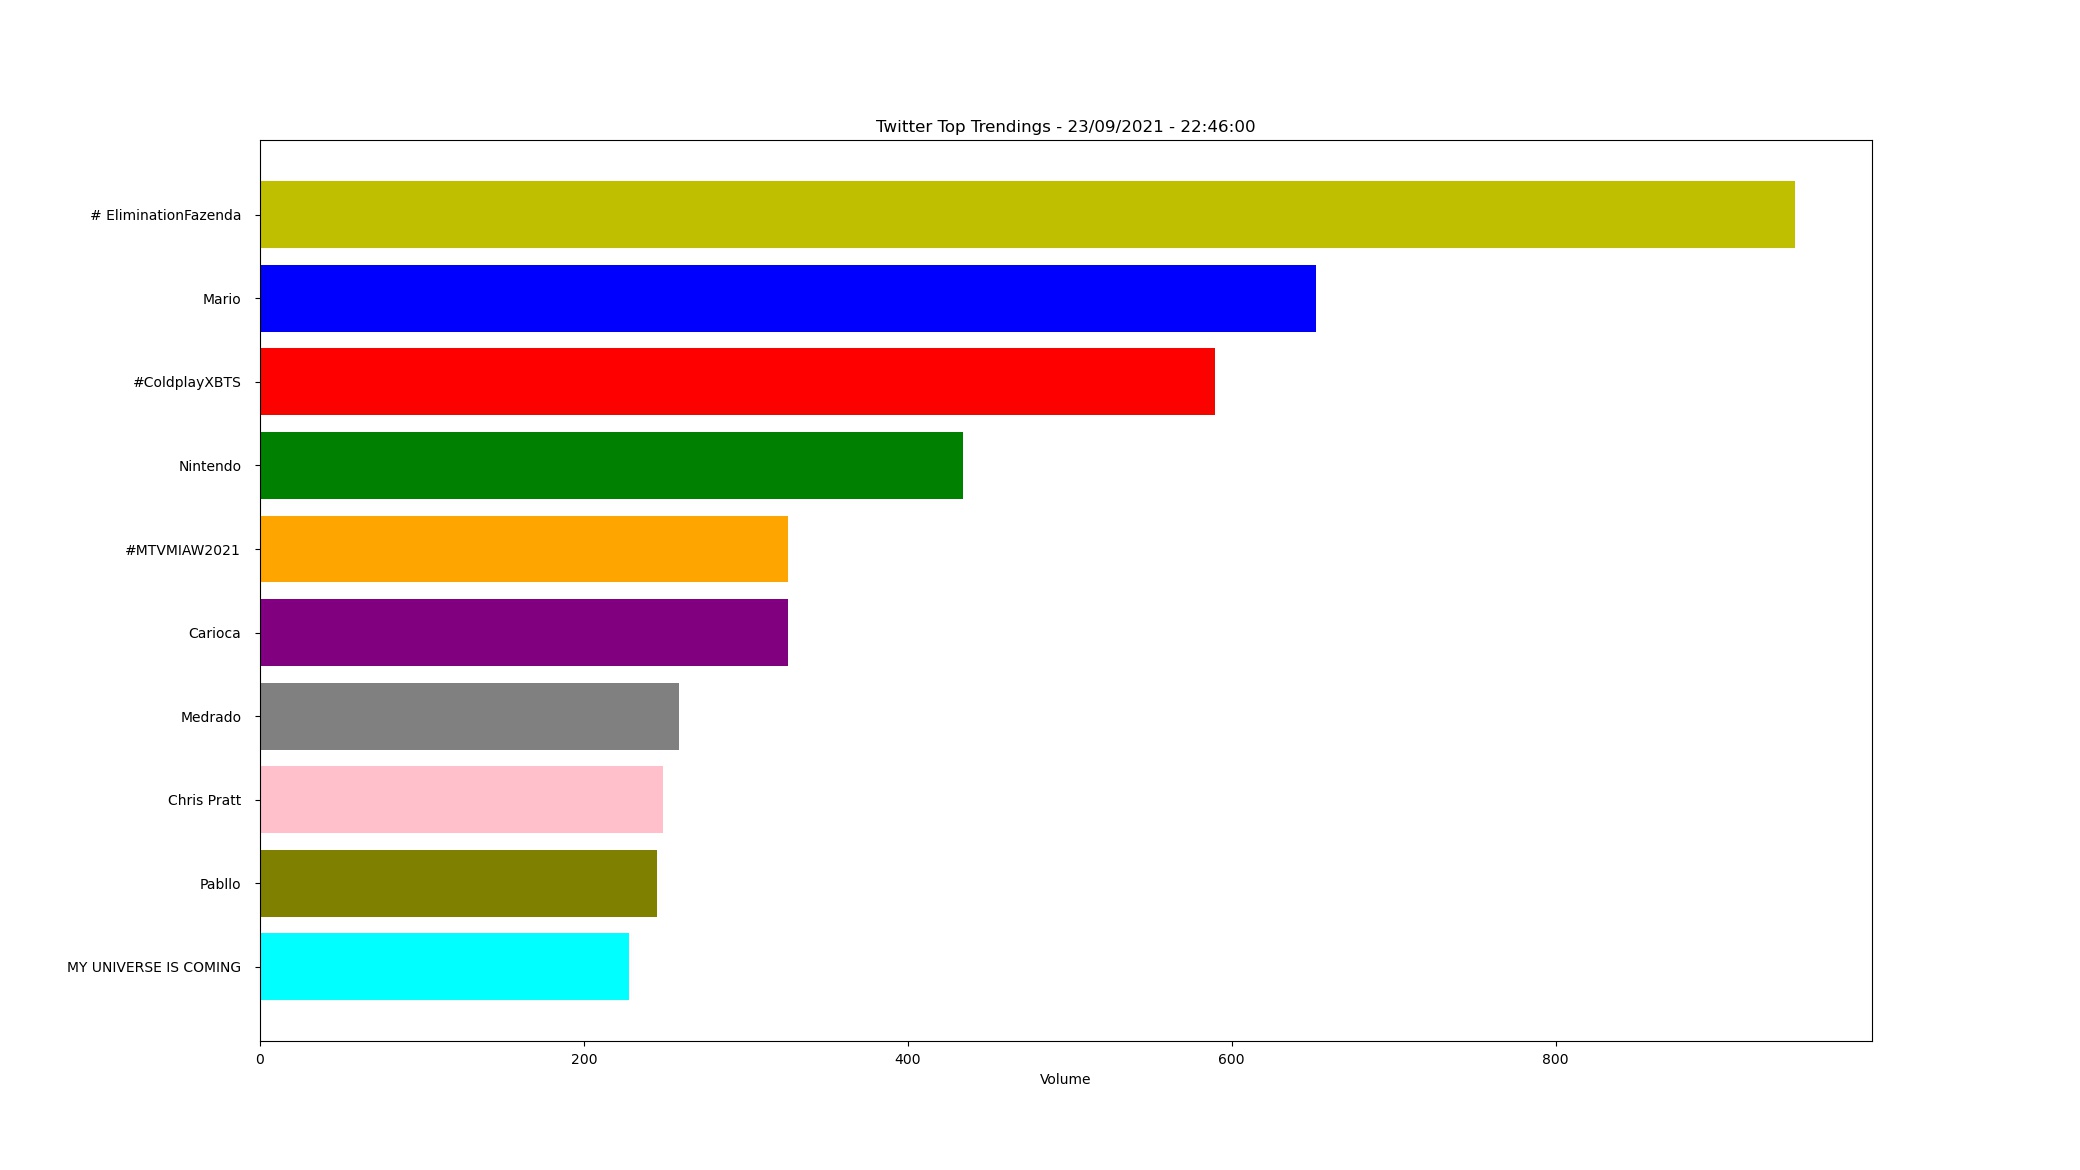 Twitter Top Trendings - 23/09/2021 - 22:46:00
# EliminationFazenda
Mario
#ColdplayXBTS
Nintendo
#MTVMIAW2021
Carioca
Medrado
Chris Pratt
Pabllo
MY UNIVERSE IS COMING
0 200 400 600 800
Volume